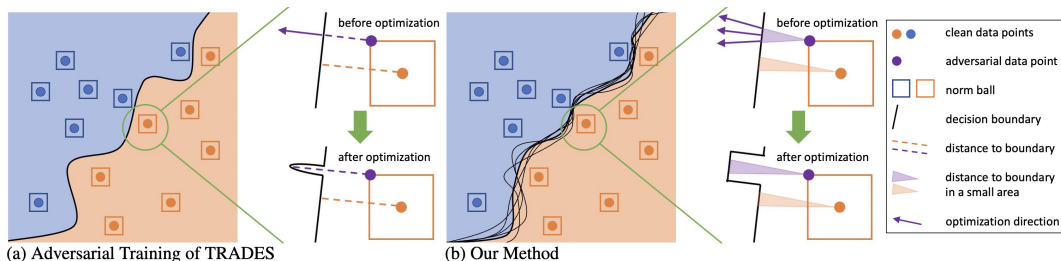 before optimization
after optimization
(a) Adversarial Training of TRADES
before optimization
after optimization
(b) Our Method
clean data points
adversarial data point
norm ball
decision boundary
distance to boundary
distance to boundary
in a small area
optimization direction